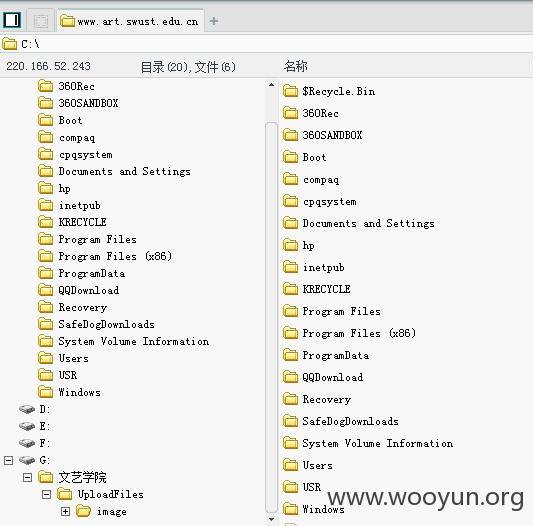 www.art.swust.edu.cn
C:\
220.166.52.243 目录(20),文件(6) 名称
360Rec
360SANDBOX
Boot
compaq
cpqsystem
Documents and Settings
hp
inetpub
KRECYCLE
Program Files
Program Files (x86)
ProgramData
QQDownload
Recovery
SafeDogDownloads
System Volume Information
Users
USR
Windows
D:
E:
F:
G:
文艺学院
UploadFiles
image
$Recycle.Bin
360Rec
360SANDBOX
Boot
compaq
cpqsystem
Documents and Settings
hp
inetpub
KRECYCLE
Program Files
Program Files (x86)
ProgramData
QQDownload
Recovery
SafeDogDownloads
System Volume Information
Users
USR
Windows
www.wooyun.org